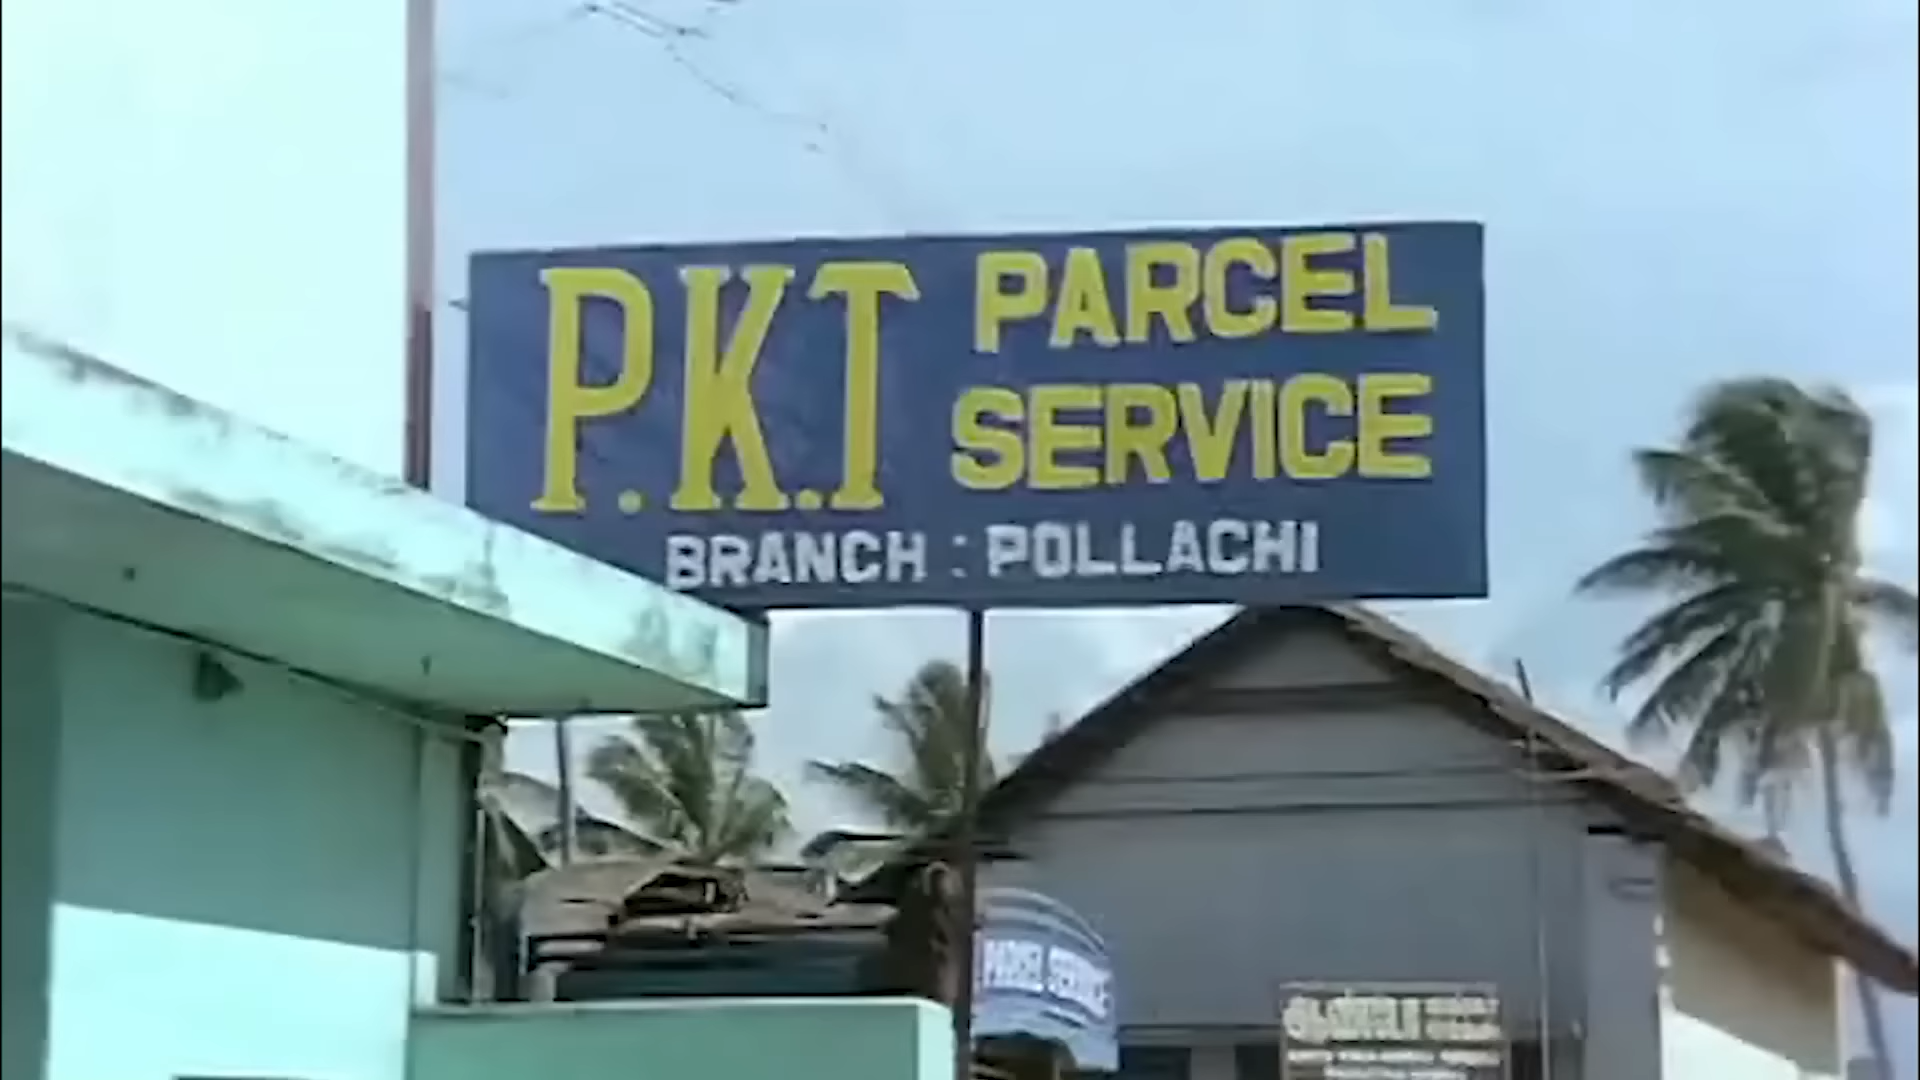 P.K.T PARCEL
SERVICE
BRANCH : POLLACHI
PARCEL SERVICE